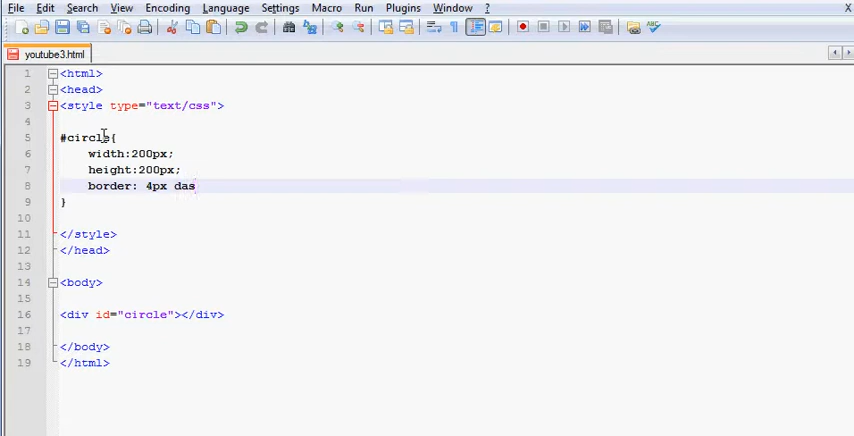 File Edit Search View Encoding Language Settings Macro Run Plugins Window ? X
youtube3.html
1 <html>
2 <head>
3 <style type="text/css">
4
5 #circle{
6 width:200px;
7 height:200px;
8 border: 4px das
9 }
10
11 </style>
12 </head>
13
14 <body>
15
16 <div id="circle"></div>
17
18 </body>
19 </html>